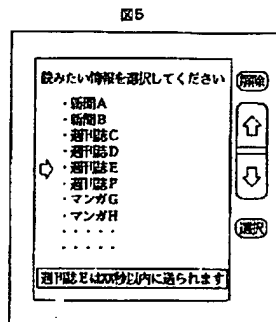 図5
読みたい情報を選択してください
・新聞A
・新聞B
・週刊誌C
・週刊誌D
・週刊誌E
・週刊誌F
・マンガG
・マンガH
・・・・・
・・・・・
週刊誌EはXX秒以内に送られます
解除
選択